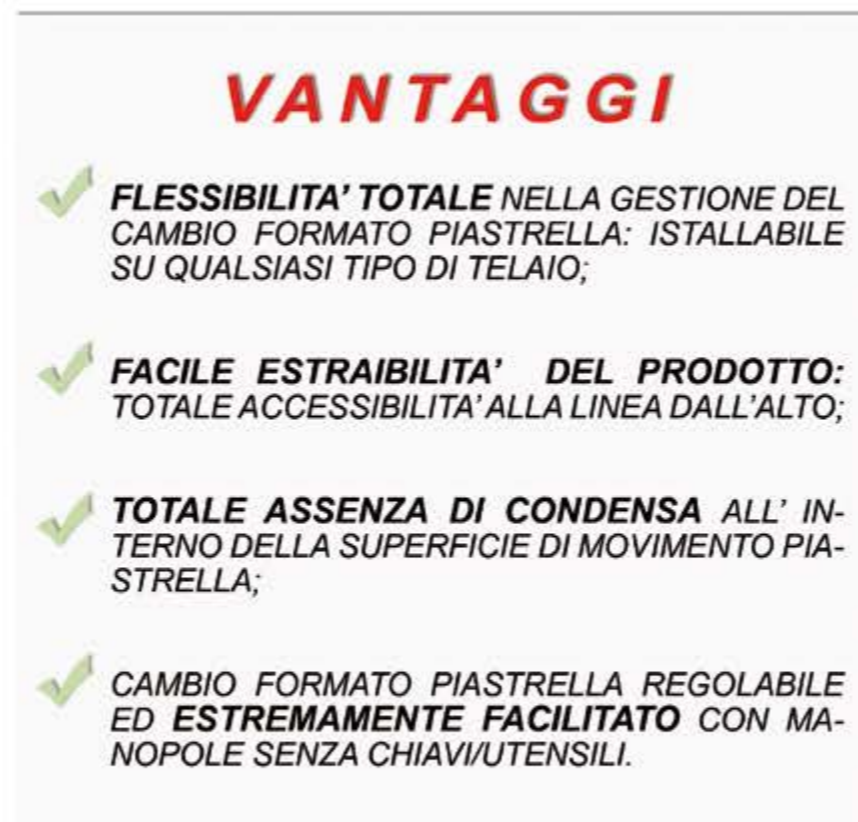 VANTAGGI
FLESSIBILITA' TOTALE NELLA GESTIONE DEL
CAMBIO FORMATO PIASTRELLA: ISTALLABILE
SU QUALSIASI TIPO DI TELAIO;
FACILE ESTRAIBILITA' DEL PRODOTTO:
TOTALE ACCESSIBILITA' ALLA LINEA DALL'ALTO;
TOTALE ASSENZA DI CONDENSA ALL' IN-
TERNO DELLA SUPERFICIE DI MOVIMENTO PIA-
STRELLA;
CAMBIO FORMATO PIASTRELLA REGOLABILE
ED ESTREMAMENTE FACILITATO CON MA-
NOPOLE SENZA CHIAVI/UTENSILI.